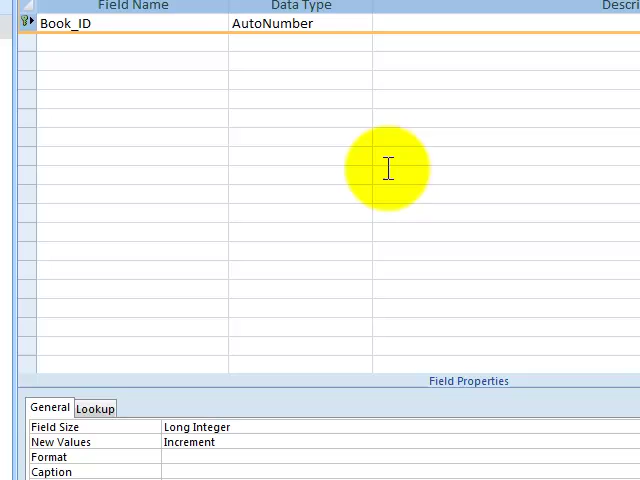 Field Name Data Type Descri
Book_ID AutoNumber
Field Properties
General Lookup
Field Size Long Integer
New Values Increment
Format
Caption